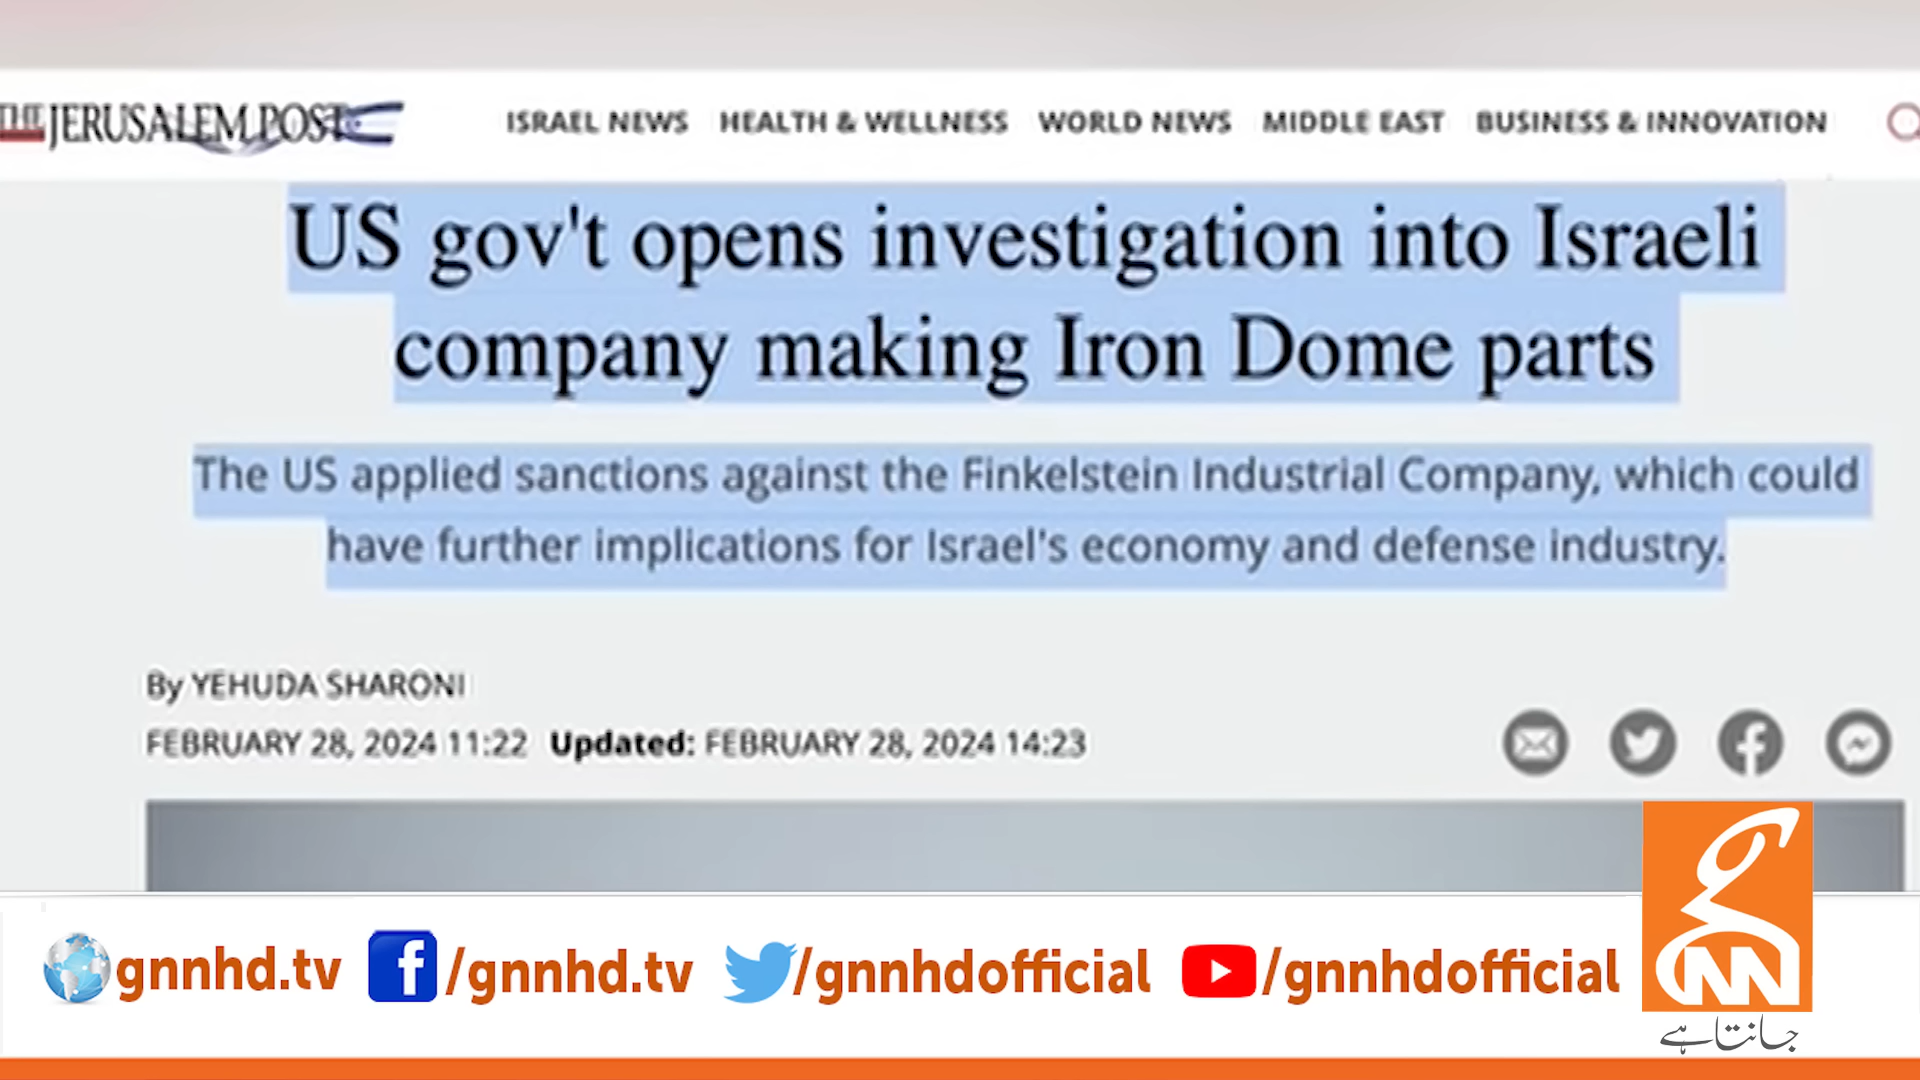 THE JERUSALEM POST
ISRAEL NEWS HEALTH & WELLNESS WORLD NEWS MIDDLE EAST BUSINESS & INNOVATION
US gov't opens investigation into Israeli
company making Iron Dome parts
The US applied sanctions against the Finkelstein Industrial Company, which could
have further implications for Israel's economy and defense industry.
By YEHUDA SHARONI
FEBRUARY 28, 2024 11:22 Updated: FEBRUARY 28, 2024 14:23
gnnhd.tv /gnnhd.tv /gnnhdofficial /gnnhdofficial
GNN
جانتا ہے